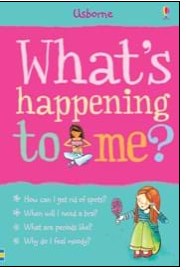 Usborne
What's
happening
to me?
How can I get rid of spots?
When will I need a bra?
What are periods like?
Why do I feel moody?